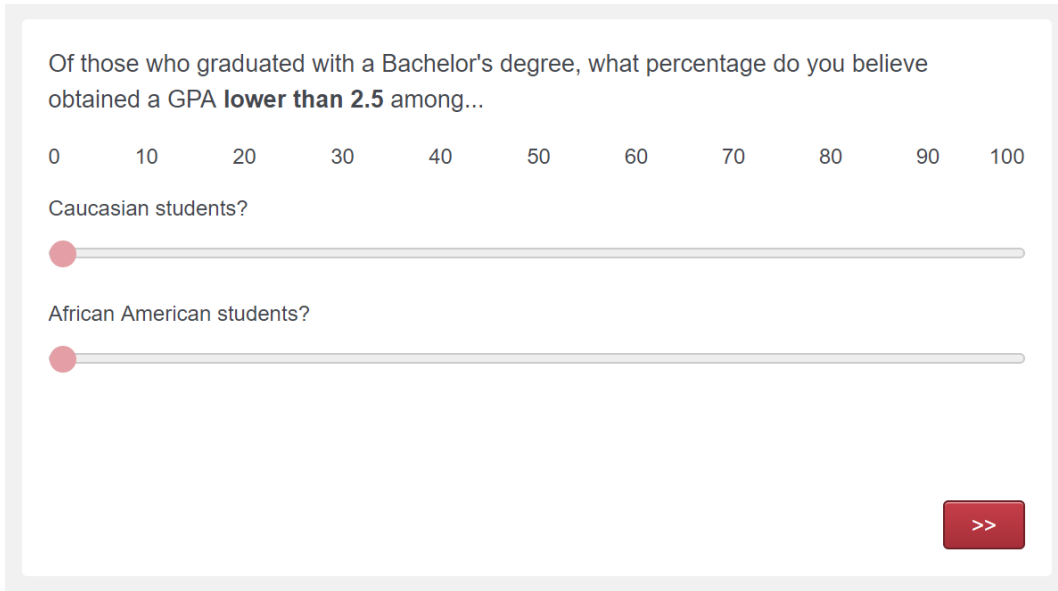 Of those who graduated with a Bachelor's degree, what percentage do you believe
obtained a GPA lower than 2.5 among...
0 10 20 30 40 50 60 70 80 90 100
Caucasian students?
African American students?
>>